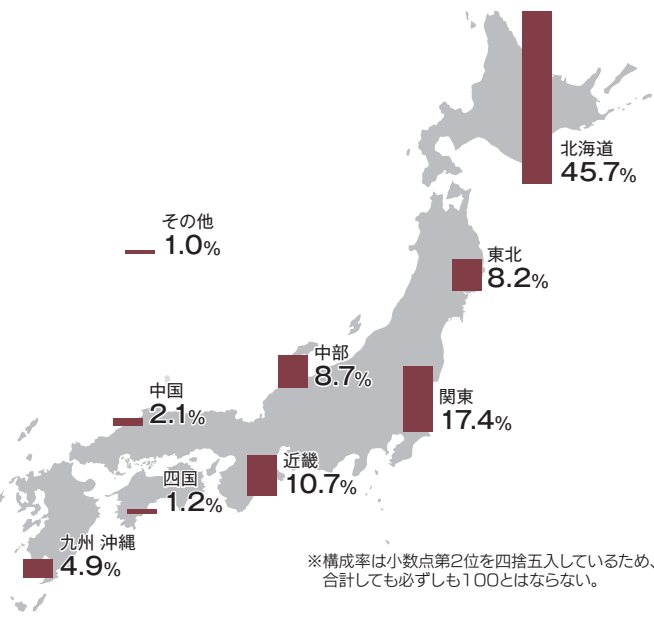 北海道
45.7%
その他
1.0%
東北
8.2%
中部
8.7%
中国
2.1%
関東
17.4%
近畿
10.7%
四国
1.2%
九州 沖縄
4.9%
※構成率は小数点第2位を四捨五入しているため、
合計しても必ずしも100とはならない。